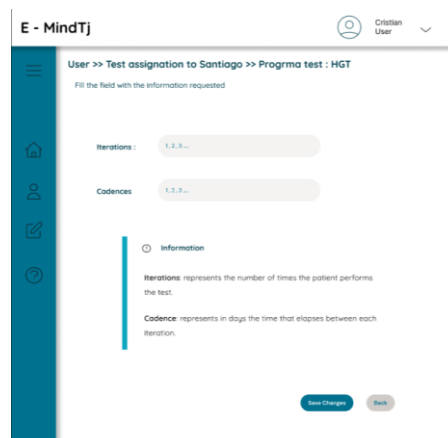 E - MindTj
Cristian
User
User >> Test assignation to Santiago >> Progrma test : HGT
Fill the field with the information requested
Iterations :
1,2,3...
Cadences
1,2,3...
Information
Iterations: represents the number of times the patient performs
the test.
Cadence: represents in days the time that elapses between each
iteration.
Save Changes
Back